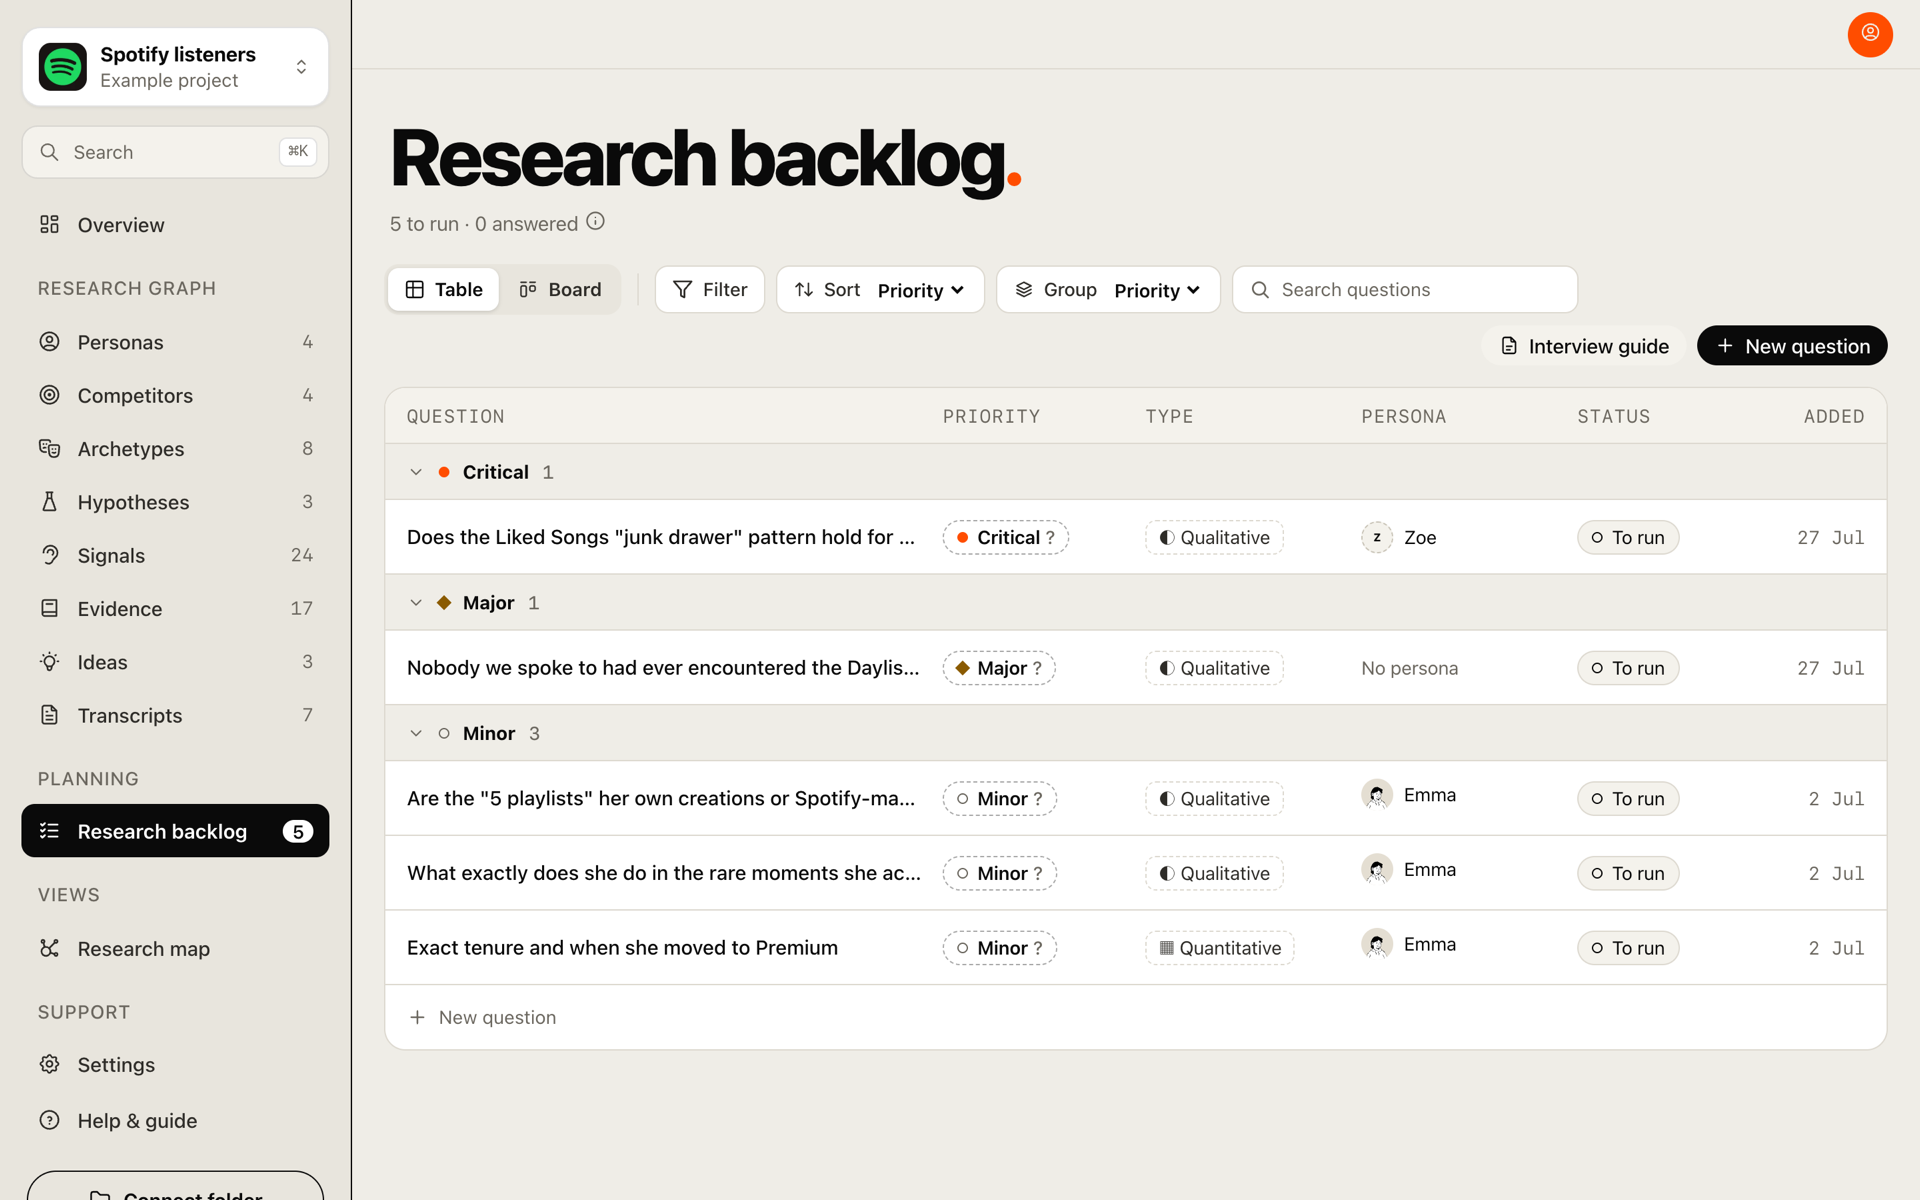 Spotify listeners
Example project
Search ⌘K
Overview
RESEARCH GRAPH
Personas 4
Competitors 4
Archetypes 8
Hypotheses 3
Signals 24
Evidence 17
Ideas 3
Transcripts 7
PLANNING
Research backlog 5
VIEWS
Research map
SUPPORT
Settings
Help & guide
Connect folder
Research backlog.
5 to run · 0 answered
Table Board Filter Sort Priority Group Priority Search questions
Interview guide + New question
QUESTION PRIORITY TYPE PERSONA STATUS ADDED
Critical 1
Does the Liked Songs "junk drawer" pattern hold for ... Critical ? Qualitative z Zoe To run 27 Jul
Major 1
Nobody we spoke to had ever encountered the Daylis... Major ? Qualitative No persona To run 27 Jul
Minor 3
Are the "5 playlists" her own creations or Spotify-ma... Minor ? Qualitative Emma To run 2 Jul
What exactly does she do in the rare moments she ac... Minor ? Qualitative Emma To run 2 Jul
Exact tenure and when she moved to Premium Minor ? Quantitative Emma To run 2 Jul
+ New question